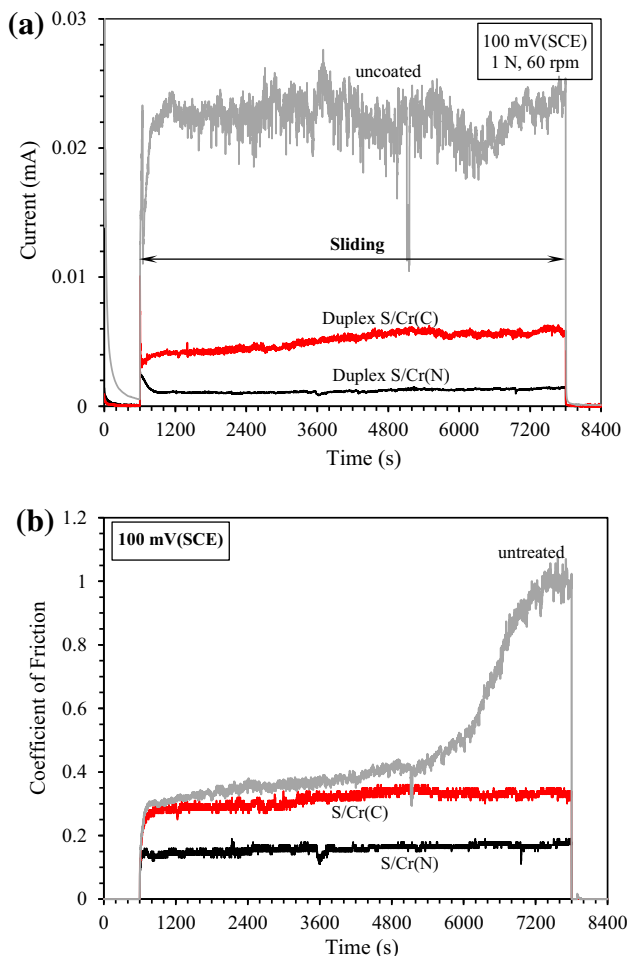 (a)
0.03
100 mV(SCE)
1 N, 60 rpm
uncoated
0.02
Current (mA)
Sliding
0.01
Duplex S/Cr(C)
Duplex S/Cr(N)
0
0 1200 2400 3600 4800 6000 7200 8400
Time (s)
(b)
1.2
100 mV(SCE)
untreated
1
0.8
Coefficient of Friction
0.6
0.4
S/Cr(C)
0.2
S/Cr(N)
0
0 1200 2400 3600 4800 6000 7200 8400
Time (s)